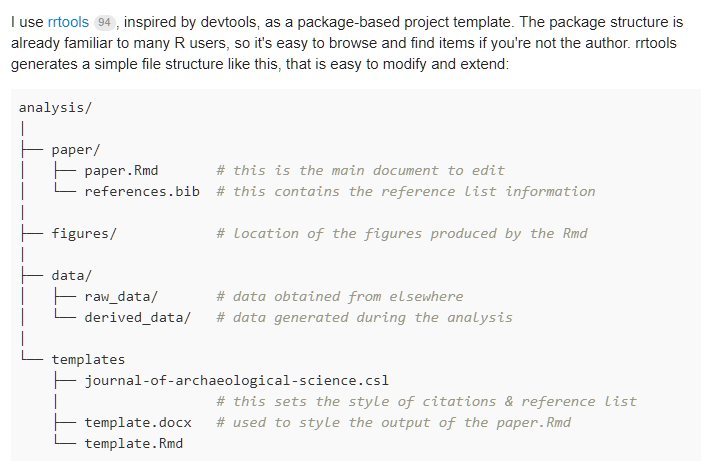 I use rrtools 94 , inspired by devtools, as a package-based project template. The package structure is
already familiar to many R users, so it's easy to browse and find items if you're not the author. rrtools
generates a simple file structure like this, that is easy to modify and extend:
analysis/
|
├── paper/
│   ├── paper.Rmd       # this is the main document to edit
│   └── references.bib  # this contains the reference list information
|
├── figures/            # location of the figures produced by the Rmd
|
├── data/
│   ├── raw_data/       # data obtained from elsewhere
│   └── derived_data/   # data generated during the analysis
|
└── templates
    ├── journal-of-archaeological-science.csl
    |                   # this sets the style of citations & reference list
    ├── template.docx   # used to style the output of the paper.Rmd
    └── template.Rmd